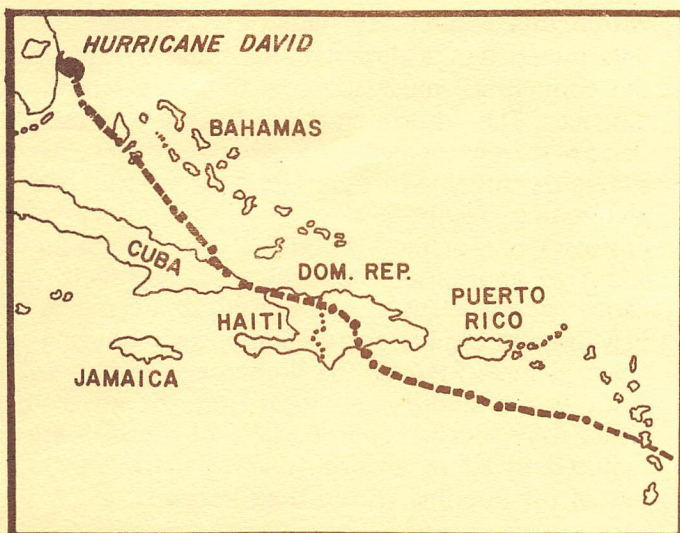 HURRICANE DAVID
BAHAMAS
CUBA
DOM. REP.
PUERTO
RICO
HAITI
JAMAICA